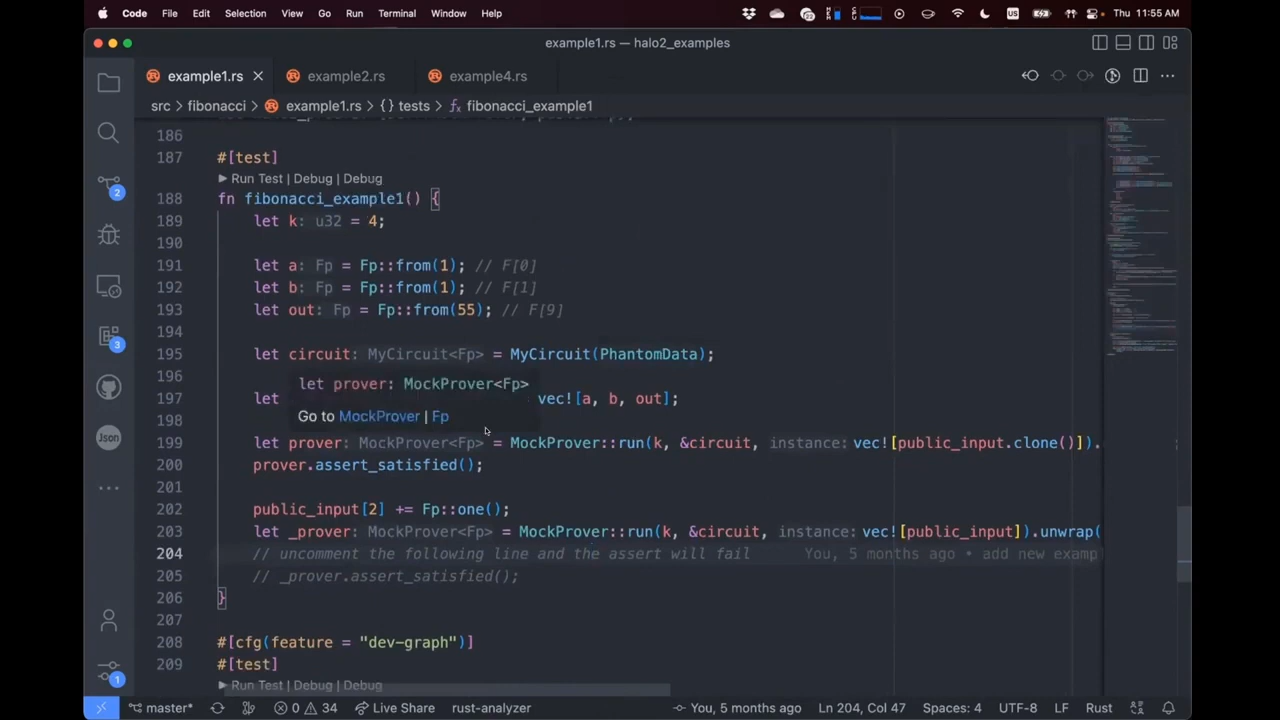 Code File Edit Selection View Go Run Terminal Window Help US Thu 11:55 AM
example1.rs — halo2_examples
example1.rs example2.rs example4.rs
src > fibonacci > example1.rs > {} tests > fibonacci_example1
186
187 #[test]
Run Test | Debug | Debug
188 fn fibonacci_example1() {
189 let k: u32 = 4;
190
191 let a: Fp = Fp::from(1); // F[0]
192 let b: Fp = Fp::from(1); // F[1]
193 let out: Fp = Fp::from(55); // F[9]
194
195 let circuit: MyCircuit<Fp> = MyCircuit(PhantomData);
196
let prover: MockProver<Fp>
197 let vec![a, b, out];
Go to MockProver | Fp
198
199 let prover: MockProver<Fp> = MockProver::run(k, &circuit, instance: vec![public_input.clone()]).
200 prover.assert_satisfied();
201
202 public_input[2] += Fp::one();
203 let _prover: MockProver<Fp> = MockProver::run(k, &circuit, instance: vec![public_input]).unwrap(
204 // uncomment the following line and the assert will fail You, 5 months ago • add new examp
205 // _prover.assert_satisfied();
206 }
207
208 #[cfg(feature = "dev-graph")]
209 #[test]
Run Test | Debug | Debug
2
3
Json
1
master* 0 34 Live Share rust-analyzer You, 5 months ago Ln 204, Col 47 Spaces: 4 UTF-8 LF Rust